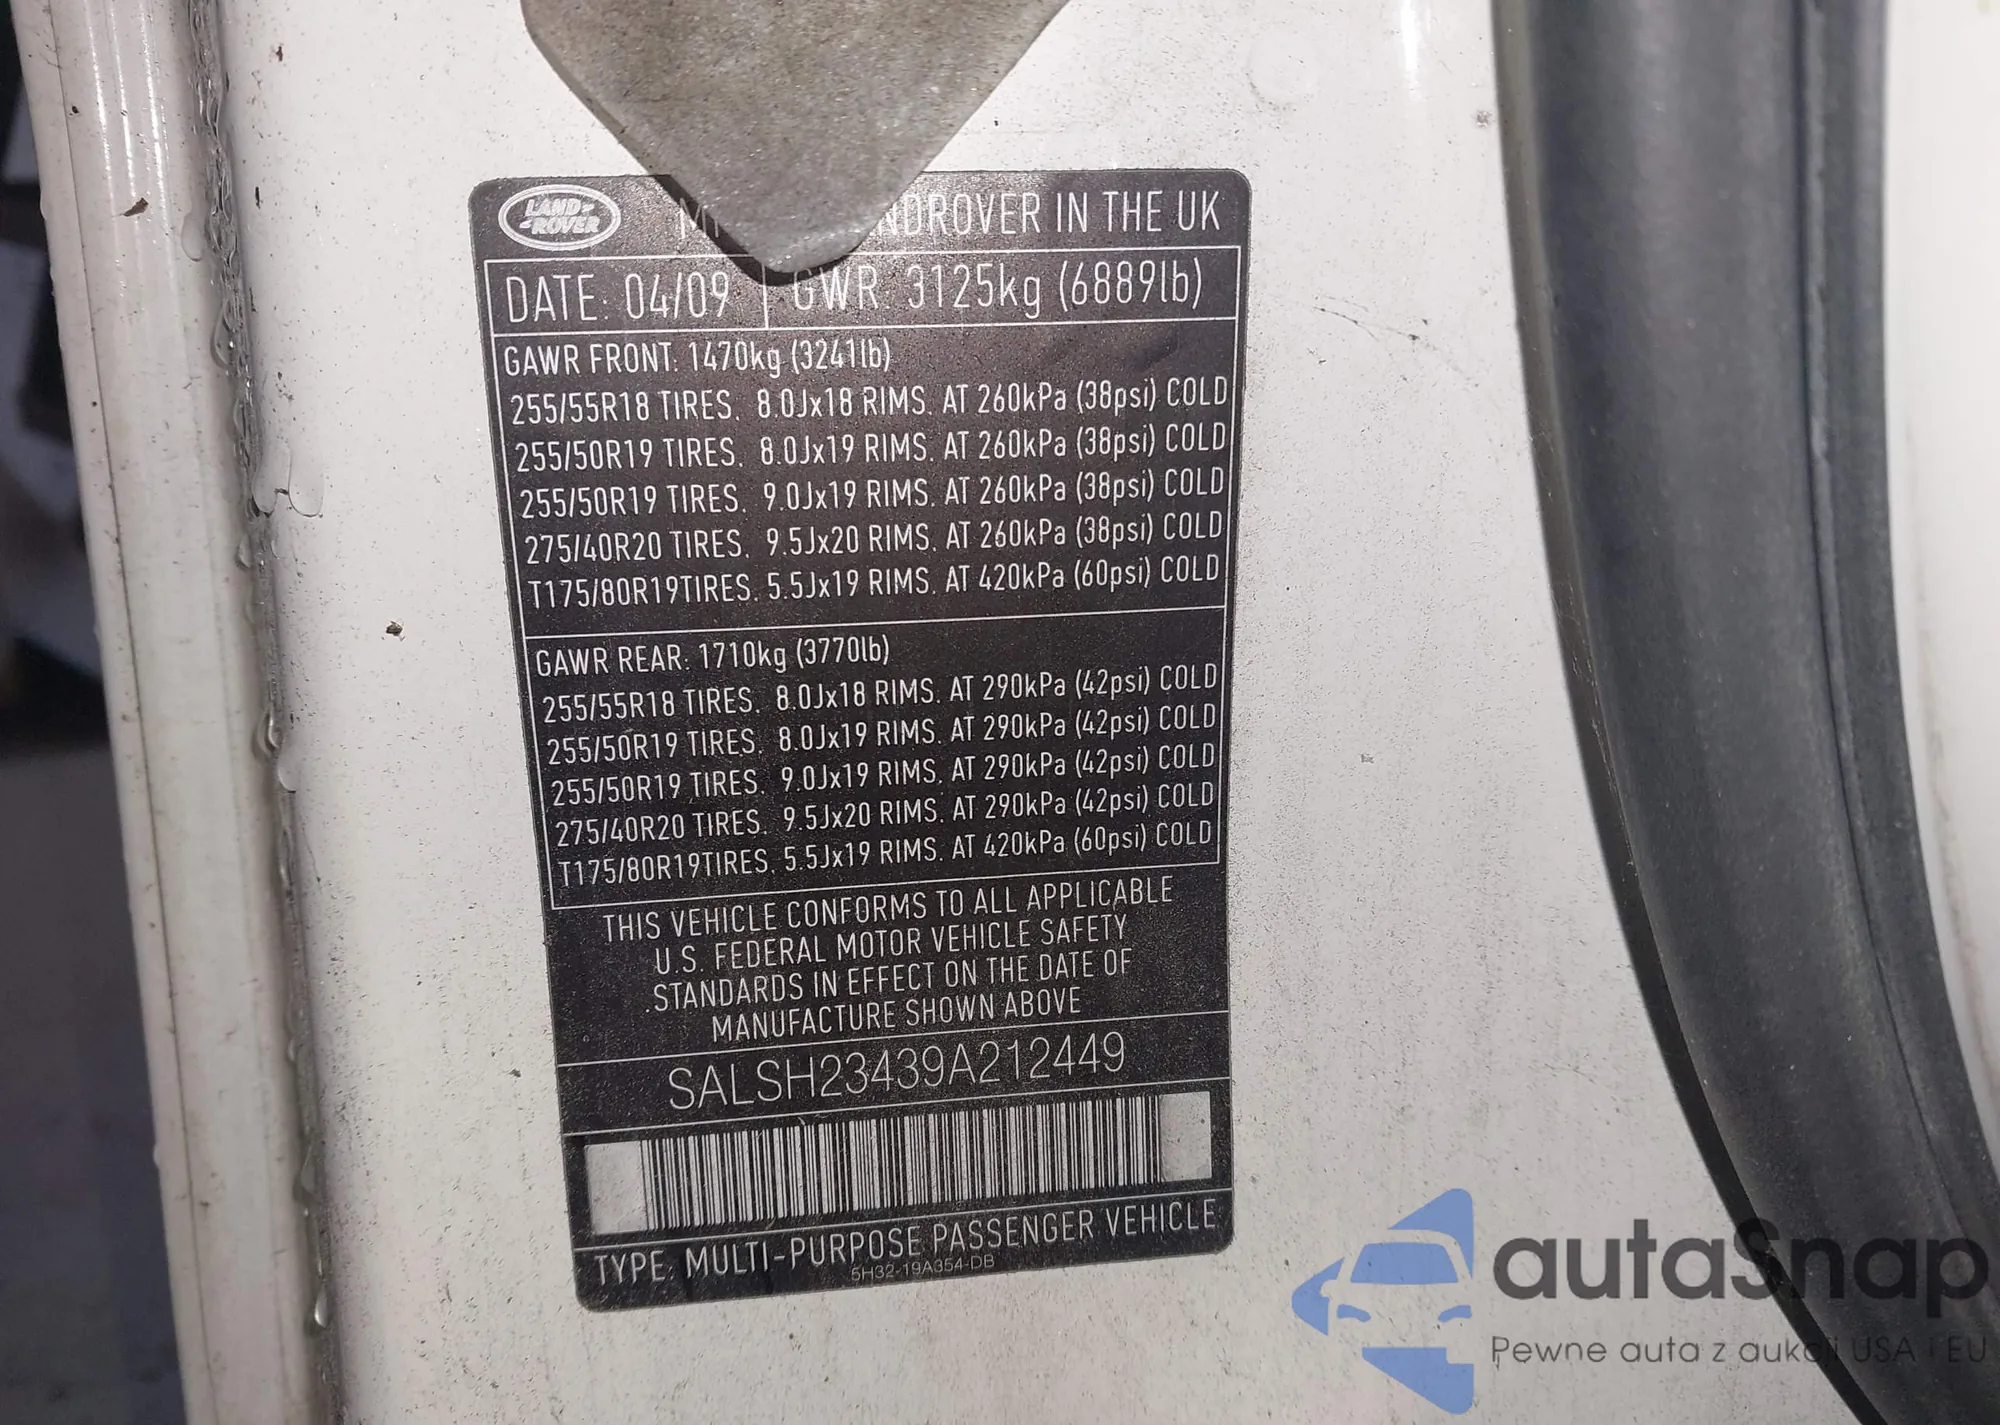 LAND ROVER
IN THE UK
DATE: 04/09 GWR: 3125kg (6889lb)
GAWR FRONT: 1470kg (3241lb)
255/55R18 TIRES. 8.0Jx18 RIMS. AT 260kPa (38psi) COLD
255/50R19 TIRES. 8.0Jx19 RIMS. AT 260kPa (38psi) COLD
255/50R19 TIRES. 9.0Jx19 RIMS. AT 260kPa (38psi) COLD
275/40R20 TIRES. 9.5Jx20 RIMS. AT 260kPa (38psi) COLD
T175/80R19TIRES. 5.5Jx19 RIMS. AT 420kPa (60psi) COLD
GAWR REAR: 1710kg (3770lb)
255/55R18 TIRES. 8.0Jx18 RIMS. AT 290kPa (42psi) COLD
255/50R19 TIRES. 8.0Jx19 RIMS. AT 290kPa (42psi) COLD
255/50R19 TIRES. 9.0Jx19 RIMS. AT 290kPa (42psi) COLD
275/40R20 TIRES. 9.5Jx20 RIMS. AT 290kPa (42psi) COLD
T175/80R19TIRES. 5.5Jx19 RIMS. AT 420kPa (60psi) COLD
THIS VEHICLE CONFORMS TO ALL APPLICABLE
U.S. FEDERAL MOTOR VEHICLE SAFETY
.STANDARDS IN EFFECT ON THE DATE OF
MANUFACTURE SHOWN ABOVE
SALSH23439A212449
TYPE: MULTI-PURPOSE PASSENGER VEHICLE
5H32-19A354-DB
autaSnap
Pewne auta z aukcji USA i EU